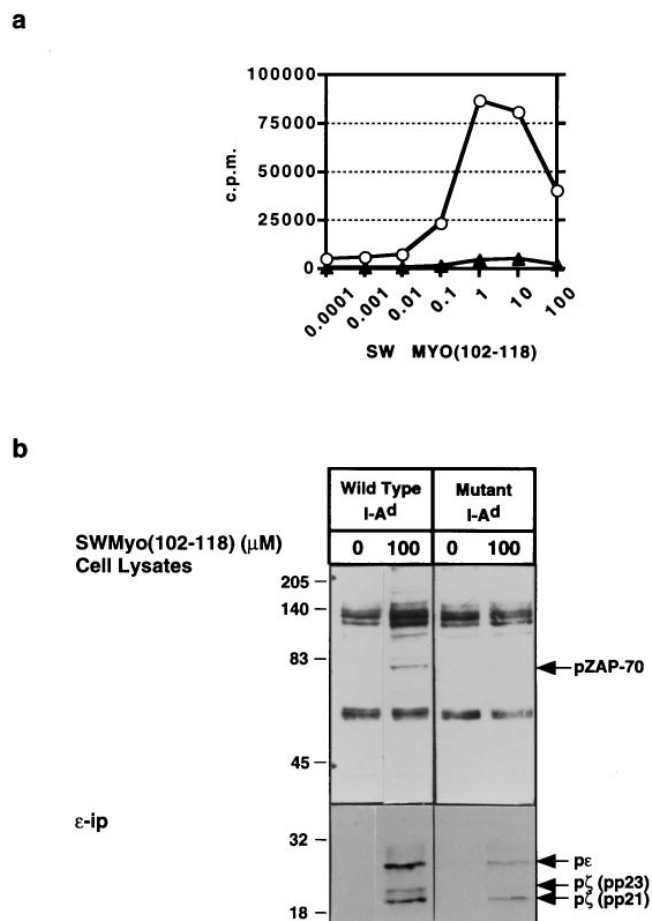 a
100000
75000
50000
25000
0
c.p.m.
0.0001 0.001 0.01 0.1 1 10 100
SW MYO(102-118)
b
Wild Type I-Ad
Mutant I-Ad
SWMyo(102-118) (μM) 0 100 0 100
Cell Lysates
205
140
83
pZAP-70
45
ε-ip
32
pε
pζ (pp23)
pζ (pp21)
18